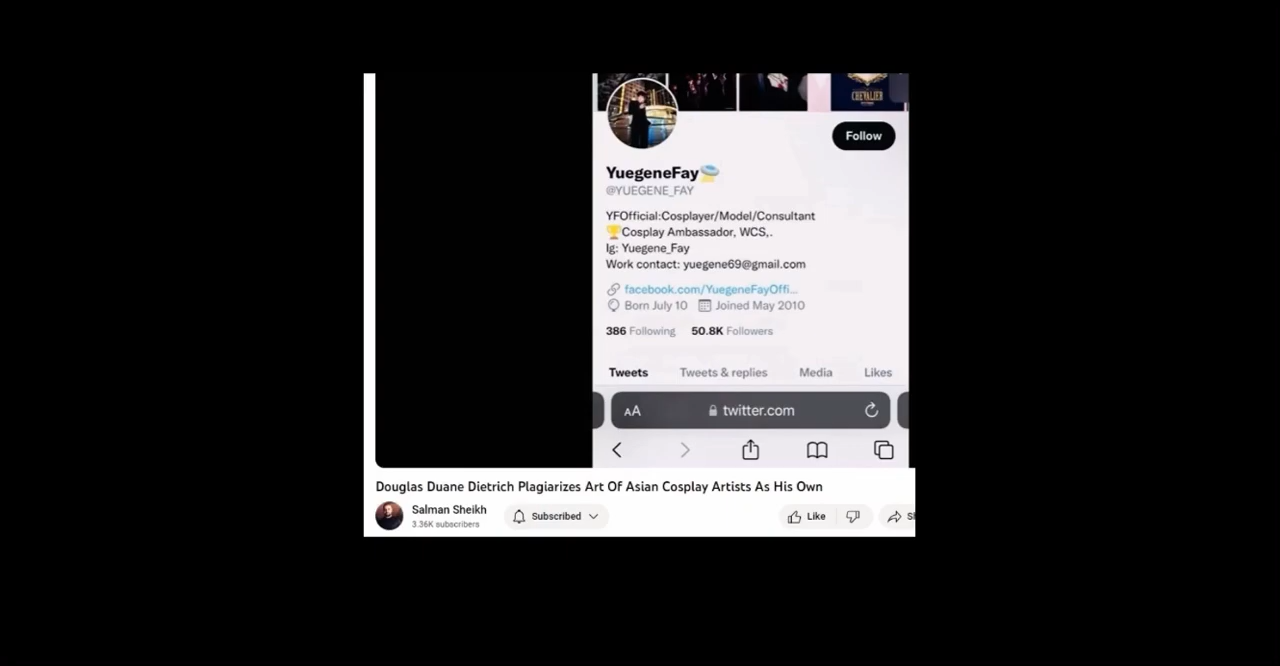 CHEVALIER
Follow
YuegeneFay
@YUEGENE_FAY
YFOfficial:Cosplayer/Model/Consultant
🏆Cosplay Ambassador, WCS,.
Ig: Yuegene_Fay
Work contact: yuegene69@gmail.com
facebook.com/YuegeneFayOffi...
Born July 10 Joined May 2010
386 Following 50.8K Followers
Tweets Tweets & replies Media Likes
AA twitter.com
Douglas Duane Dietrich Plagiarizes Art Of Asian Cosplay Artists As His Own
Salman Sheikh
3.36K subscribers
Subscribed
Like
Sh